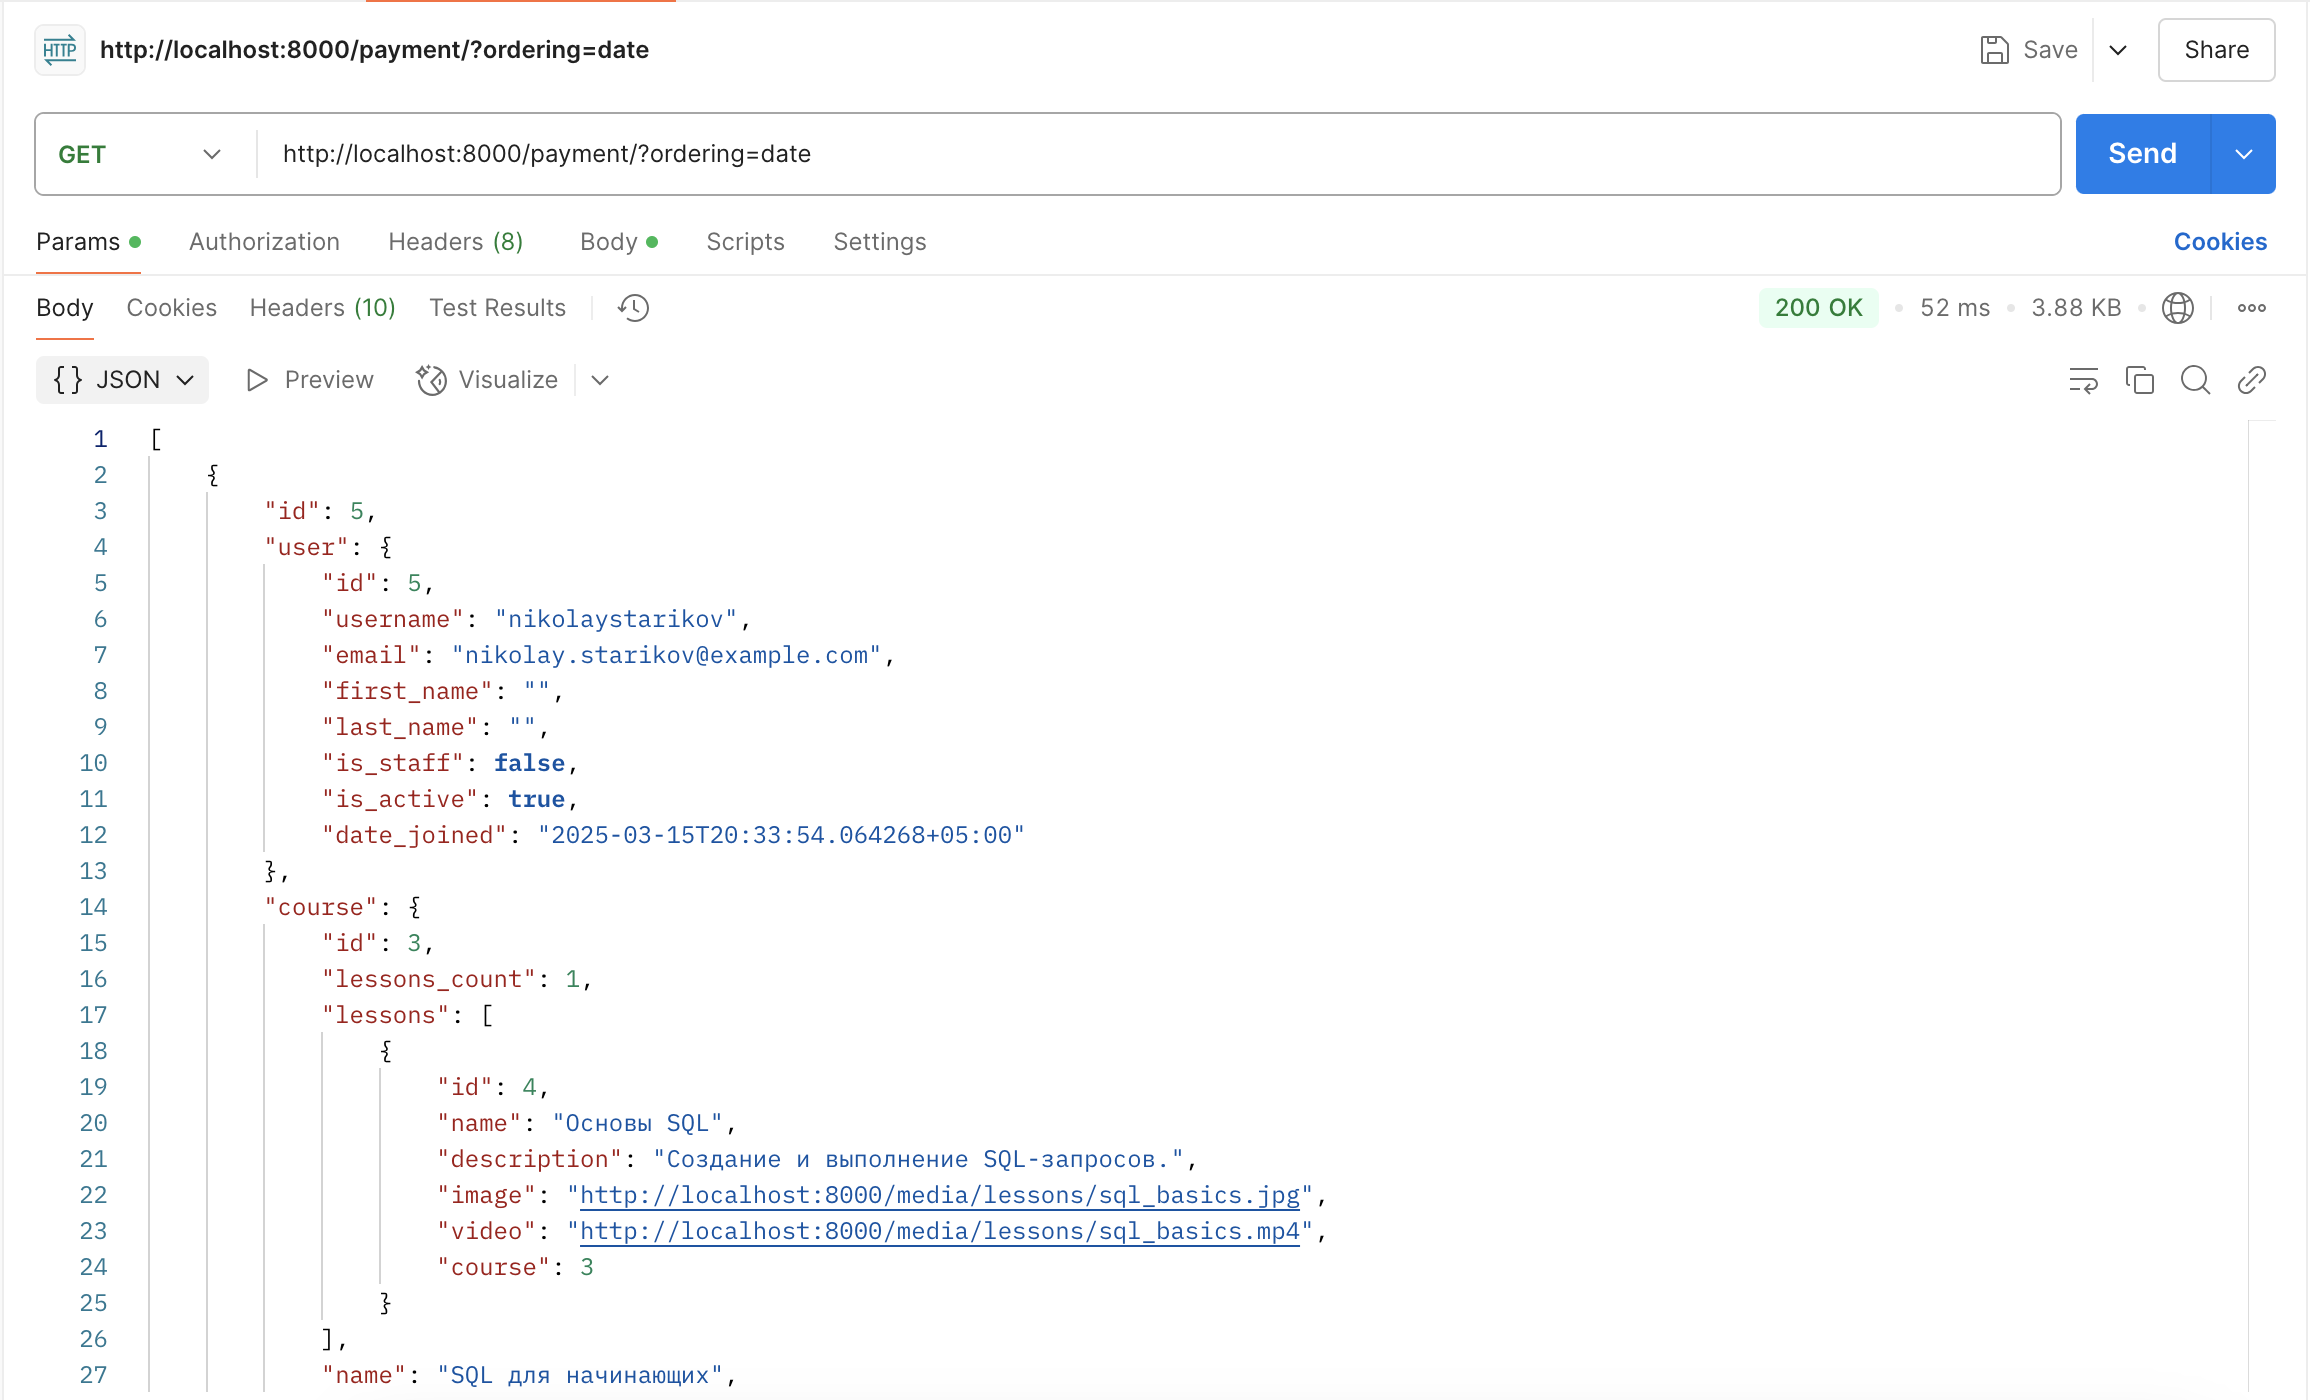 HTTP http://localhost:8000/payment/?ordering=date Save Share
GET http://localhost:8000/payment/?ordering=date Send
Params Authorization Headers (8) Body Scripts Settings Cookies
Body Cookies Headers (10) Test Results 200 OK 52 ms 3.88 KB
{} JSON Preview Visualize
1 [
2 {
3 "id": 5,
4 "user": {
5 "id": 5,
6 "username": "nikolaystarikov",
7 "email": "nikolay.starikov@example.com",
8 "first_name": "",
9 "last_name": "",
10 "is_staff": false,
11 "is_active": true,
12 "date_joined": "2025-03-15T20:33:54.064268+05:00"
13 },
14 "course": {
15 "id": 3,
16 "lessons_count": 1,
17 "lessons": [
18 {
19 "id": 4,
20 "name": "Основы SQL",
21 "description": "Создание и выполнение SQL-запросов.",
22 "image": "http://localhost:8000/media/lessons/sql_basics.jpg",
23 "video": "http://localhost:8000/media/lessons/sql_basics.mp4",
24 "course": 3
25 }
26 ],
27 "name": "SQL для начинающих",